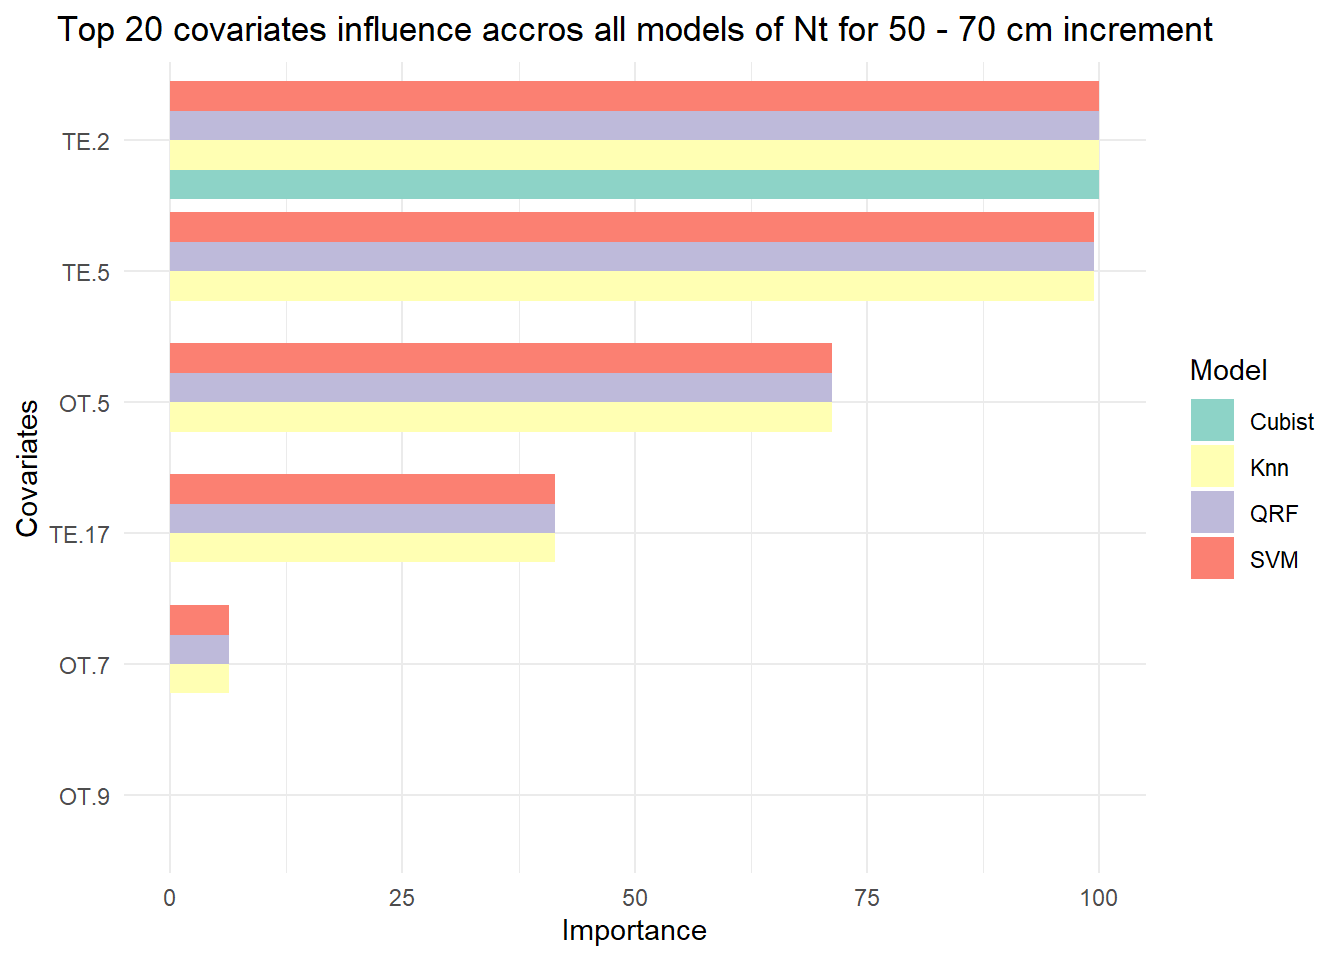 Top 20 covariates influence accros all models of Nt for 50 - 70 cm increment
TE.2
TE.5
OT.5
TE.17
OT.7
OT.9
Covariates
0 25 50 75 100
Importance
Model
Cubist
Knn
QRF
SVM